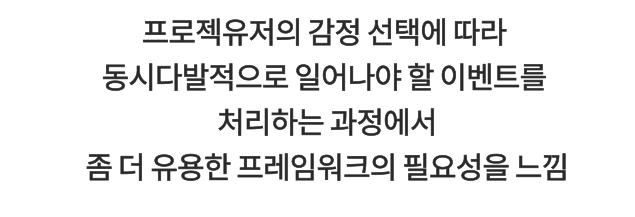 프로젝유저의 감정 선택에 따라
동시다발적으로 일어나야 할 이벤트를
처리하는 과정에서
좀 더 유용한 프레임워크의 필요성을 느낌